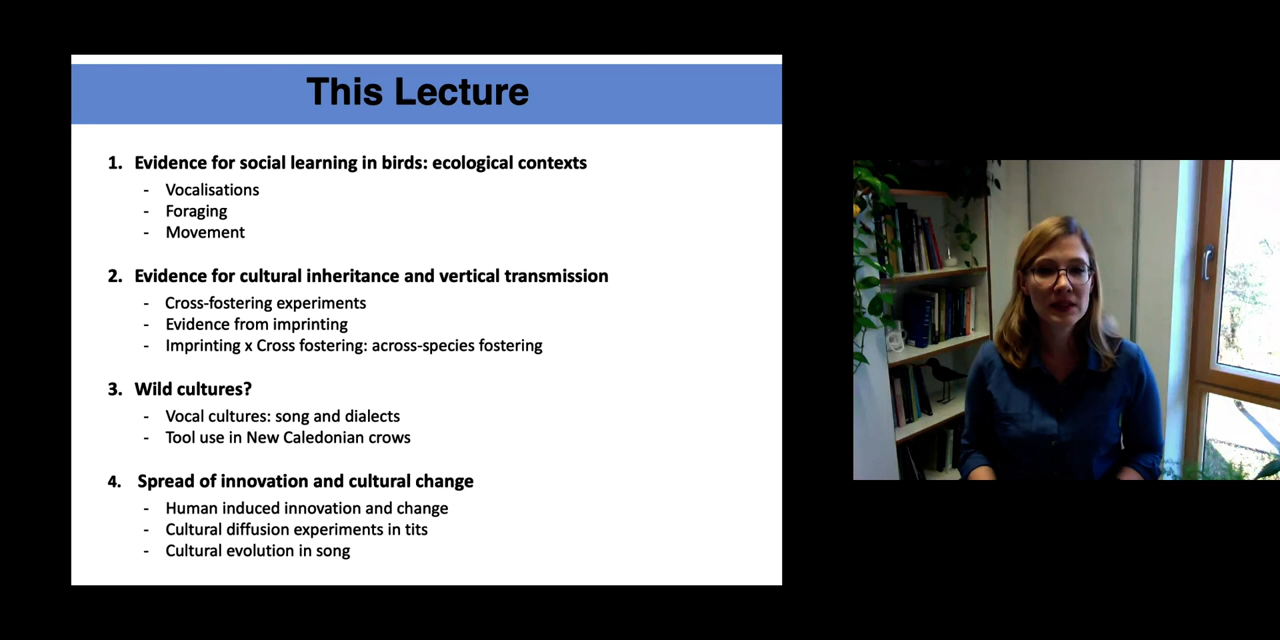 This Lecture
1. Evidence for social learning in birds: ecological contexts
- Vocalisations
- Foraging
- Movement
2. Evidence for cultural inheritance and vertical transmission
- Cross-fostering experiments
- Evidence from imprinting
- Imprinting x Cross fostering: across-species fostering
3. Wild cultures?
- Vocal cultures: song and dialects
- Tool use in New Caledonian crows
4. Spread of innovation and cultural change
- Human induced innovation and change
- Cultural diffusion experiments in tits
- Cultural evolution in song